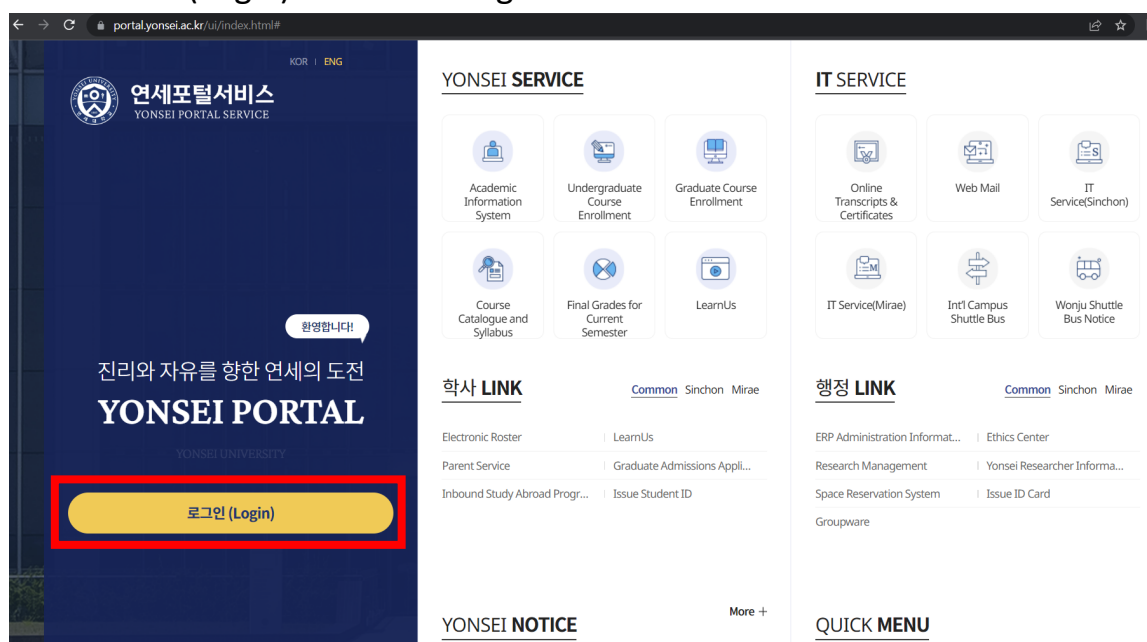 portal.yonsei.ac.kr/ui/index.html#
KOR | ENG
연세포털서비스
YONSEI PORTAL SERVICE
환영합니다!
진리와 자유를 향한 연세의 도전
YONSEI PORTAL
YONSEI UNIVERSITY
로그인 (Login)
YONSEI SERVICE
Academic
Information
System
Undergraduate
Course
Enrollment
Graduate Course
Enrollment
Course
Catalogue and
Syllabus
Final Grades for
Current
Semester
LearnUs
학사 LINK
Common Sinchon Mirae
Electronic Roster
LearnUs
Parent Service
Graduate Admissions Appli...
Inbound Study Abroad Progr...
Issue Student ID
YONSEI NOTICE
More +
IT SERVICE
Online
Transcripts &
Certificates
Web Mail
IT
Service(Sinchon)
IT Service(Mirae)
Int'l Campus
Shuttle Bus
Wonju Shuttle
Bus Notice
행정 LINK
Common Sinchon Mirae
ERP Administration Informat...
Ethics Center
Research Management
Yonsei Researcher Informa...
Space Reservation System
Issue ID Card
Groupware
QUICK MENU